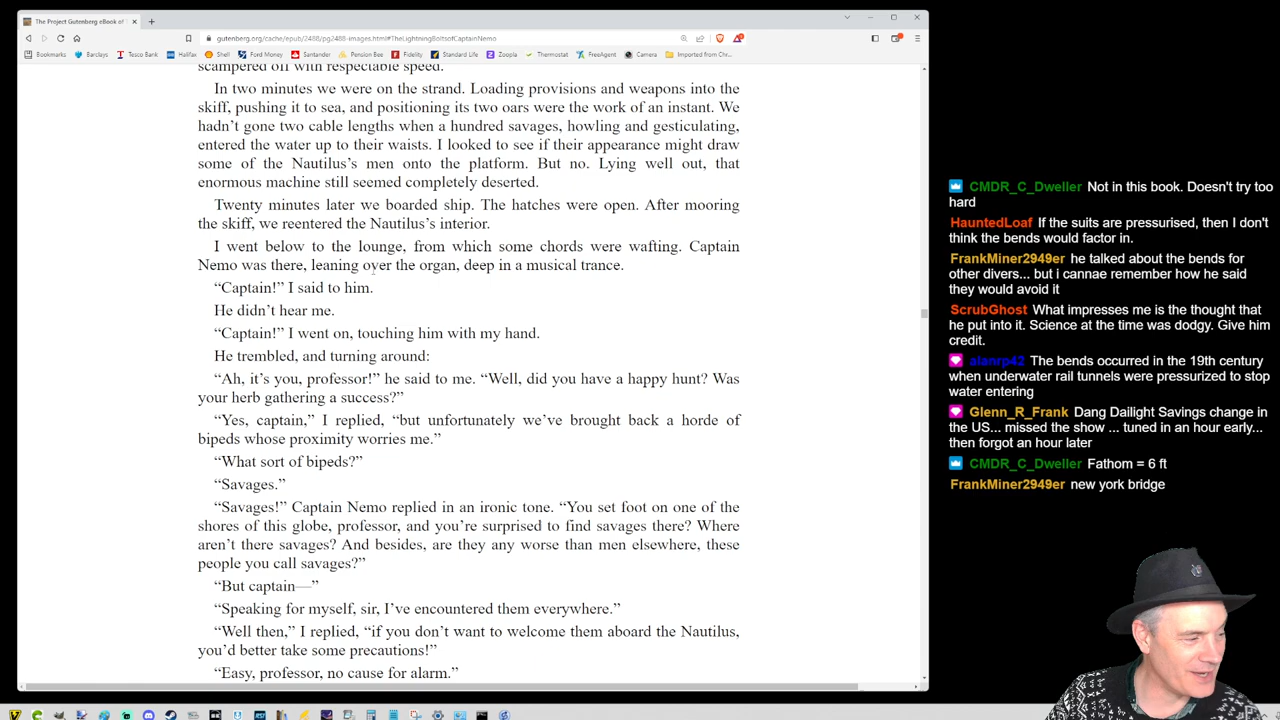 The Project Gutenberg eBook of
gutenberg.org/cache/epub/2488/pg2488-images.html#TheLightningBoltsofCaptainNemo
Bookmarks Barclays Tesco Bank Halifax Shell Ford Money Santander Pension Bee Fidelity Standard Life Zoopla Thermostat FreeAgent Camera Imported from Chr...
scampered off with respectable speed.
In two minutes we were on the strand. Loading provisions and weapons into the
skiff, pushing it to sea, and positioning its two oars were the work of an instant. We
hadn’t gone two cable lengths when a hundred savages, howling and gesticulating,
entered the water up to their waists. I looked to see if their appearance might draw
some of the Nautilus’s men onto the platform. But no. Lying well out, that
enormous machine still seemed completely deserted.
Twenty minutes later we boarded ship. The hatches were open. After mooring
the skiff, we reentered the Nautilus’s interior.
I went below to the lounge, from which some chords were wafting. Captain
Nemo was there, leaning over the organ, deep in a musical trance.
“Captain!” I said to him.
He didn’t hear me.
“Captain!” I went on, touching him with my hand.
He trembled, and turning around:
“Ah, it’s you, professor!” he said to me. “Well, did you have a happy hunt? Was
your herb gathering a success?”
“Yes, captain,” I replied, “but unfortunately we’ve brought back a horde of
bipeds whose proximity worries me.”
“What sort of bipeds?”
“Savages.”
“Savages!” Captain Nemo replied in an ironic tone. “You set foot on one of the
shores of this globe, professor, and you’re surprised to find savages there? Where
aren’t there savages? And besides, are they any worse than men elsewhere, these
people you call savages?”
“But captain—”
“Speaking for myself, sir, I’ve encountered them everywhere.”
“Well then,” I replied, “if you don’t want to welcome them aboard the Nautilus,
you’d better take some precautions!”
“Easy, professor, no cause for alarm.”
CMDR_C_Dweller Not in this book. Doesn't try too
hard
HauntedLoaf If the suits are pressurised, then I don't
think the bends would factor in.
FrankMiner2949er he talked about the bends for
other divers... but i cannae remember how he said
they would avoid it
ScrubGhost What impresses me is the thought that
he put into it. Science at the time was dodgy. Give him
credit.
alanrp42 The bends occurred in the 19th century
when underwater rail tunnels were pressurized to stop
water entering
Glenn_R_Frank Dang Dailight Savings change in
the US... missed the show ... tuned in an hour early...
then forgot an hour later
CMDR_C_Dweller Fathom = 6 ft
FrankMiner2949er new york bridge